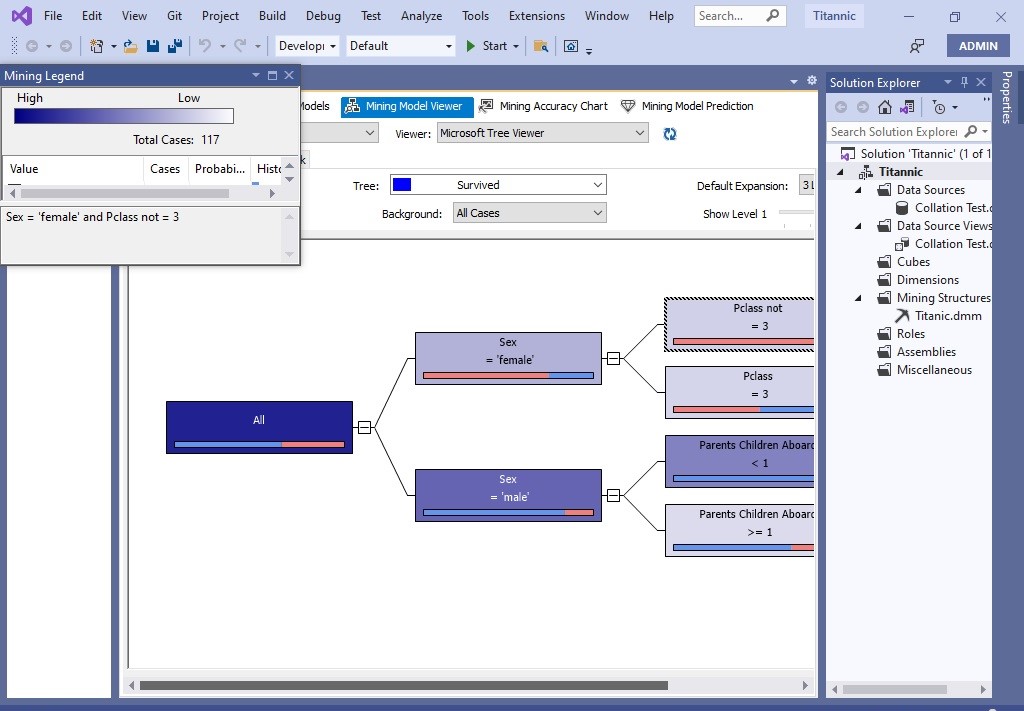 File Edit View Git Project Build Debug Test Analyze Tools Extensions Window Help Search... Titannic
Developi Default Start ADMIN
Mining Legend
High Low
Total Cases: 117
Value Cases Probabi... Histo
Sex = 'female' and Pclass not = 3
Models Mining Model Viewer Mining Accuracy Chart Mining Model Prediction
Viewer: Microsoft Tree Viewer
Tree: Survived Default Expansion: 3 L
Background: All Cases Show Level 1
All
Sex
= 'female'
Sex
= 'male'
Pclass not
= 3
Pclass
= 3
Parents Children Aboard
< 1
Parents Children Aboard
>= 1
Solution Explorer
Search Solution Explorer
Solution 'Titannic' (1 of 1
Titannic
Data Sources
Collation Test.d
Data Source Views
Collation Test.d
Cubes
Dimensions
Mining Structures
Titanic.dmm
Roles
Assemblies
Miscellaneous
Properties